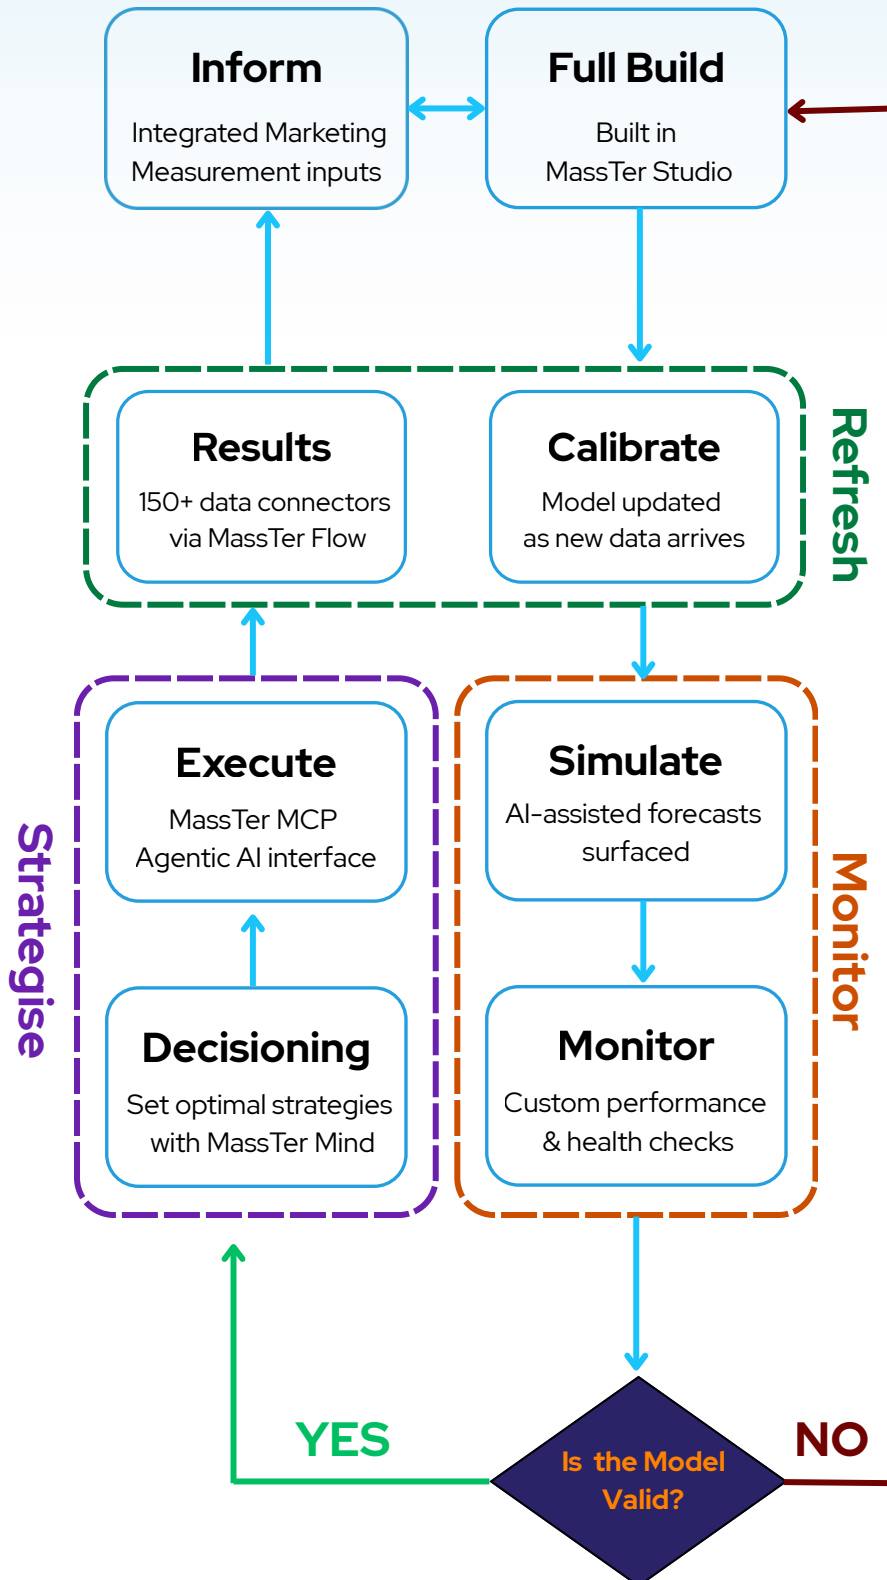 Inform
Integrated Marketing
Measurement inputs
Full Build
Built in
MassTer Studio
Results
150+ data connectors
via MassTer Flow
Calibrate
Model updated
as new data arrives
Refresh
Execute
MassTer MCP
Agentic AI interface
Simulate
AI-assisted forecasts
surfaced
Strategise
Monitor
Decisioning
Set optimal strategies
with MassTer Mind
Monitor
Custom performance
& health checks
YES
Is the Model
Valid?
NO